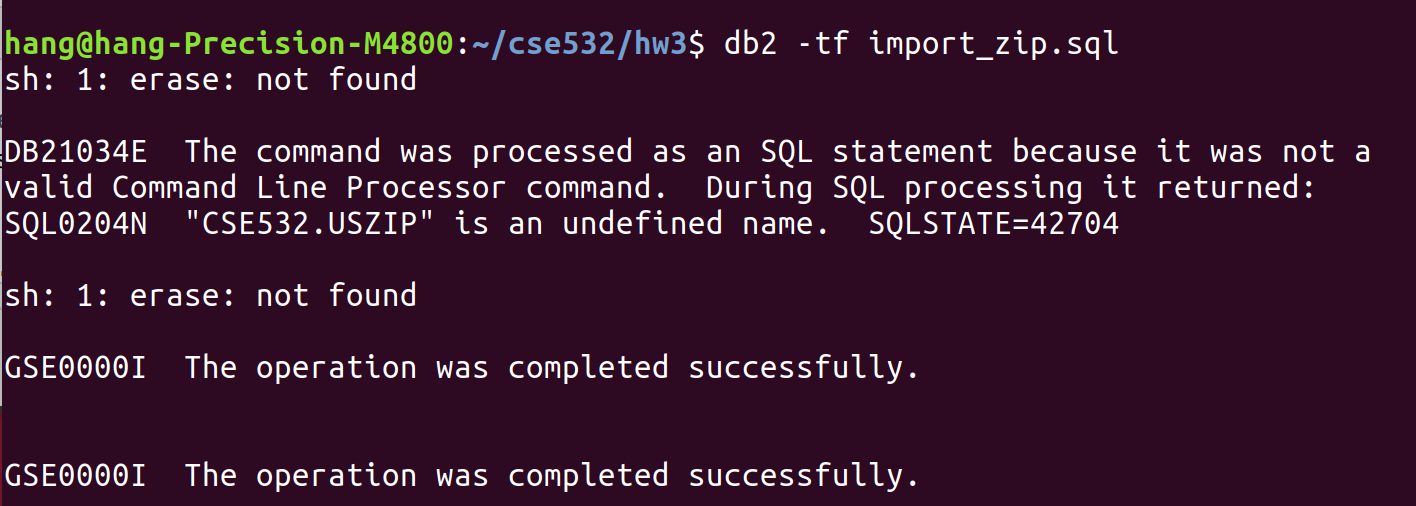 hang@hang-Precision-M4800:~/cse532/hw3$ db2 -tf import_zip.sql
sh: 1: erase: not found
DB21034E  The command was processed as an SQL statement because it was not a
valid Command Line Processor command.  During SQL processing it returned:
SQL0204N  "CSE532.USZIP" is an undefined name.  SQLSTATE=42704
sh: 1: erase: not found
GSE0000I  The operation was completed successfully.
GSE0000I  The operation was completed successfully.